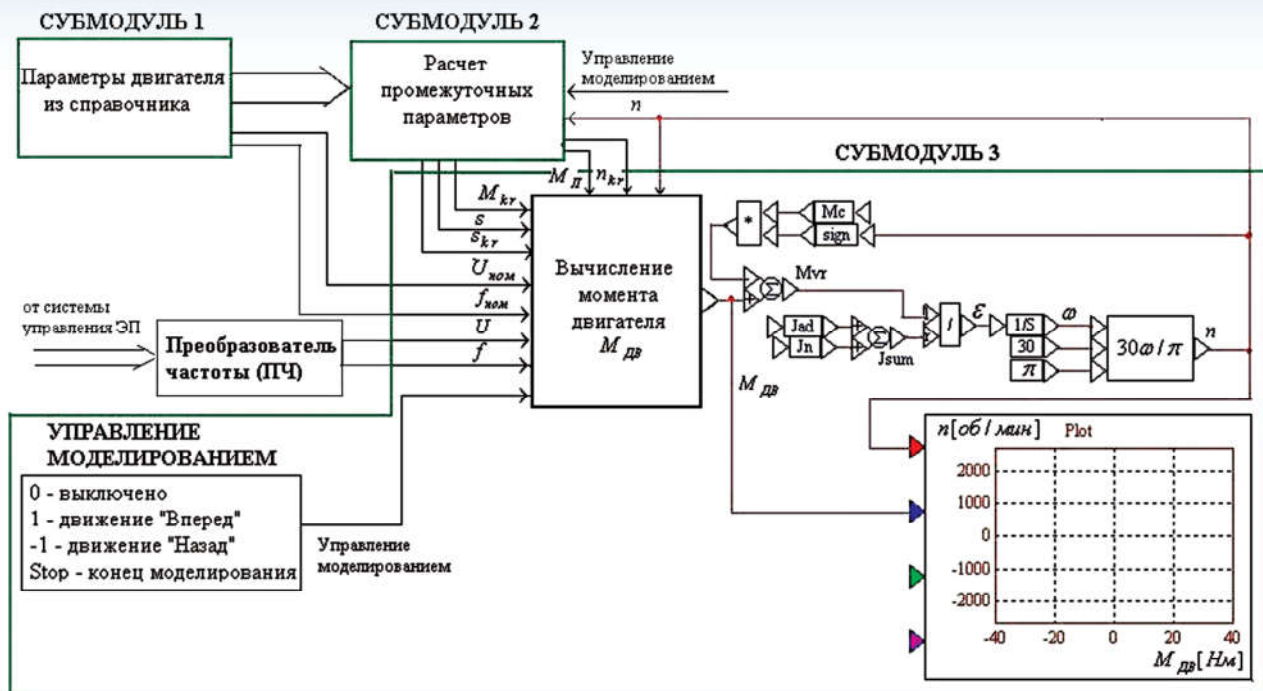 СУБМОДУЛЬ 1
СУБМОДУЛЬ 2
Параметры двигателя
из справочника
Расчет
промежуточных
параметров
Управление
моделированием
n
СУБМОДУЛЬ 3
M_П
n_kr
M_kr
s
s_kr
U_ном
f_ном
U
f
Вычисление
момента
двигателя
M_ДВ
*
Mc
sign
Σ
Mvr
Jad
Jn
Σ
Jsum
/
ε
1/S
30
π
ω
30ω/π
n
M_ДВ
от системы
управления ЭП
Преобразователь
частоты (ПЧ)
УПРАВЛЕНИЕ
МОДЕЛИРОВАНИЕМ
0 - выключено
1 - движение "Вперед"
-1 - движение "Назад"
Stop - конец моделирования
Управление
моделированием
n[об/мин] Plot
2000
1000
0
-1000
-2000
-40 -20 0 20 40
M_ДВ[Нм]